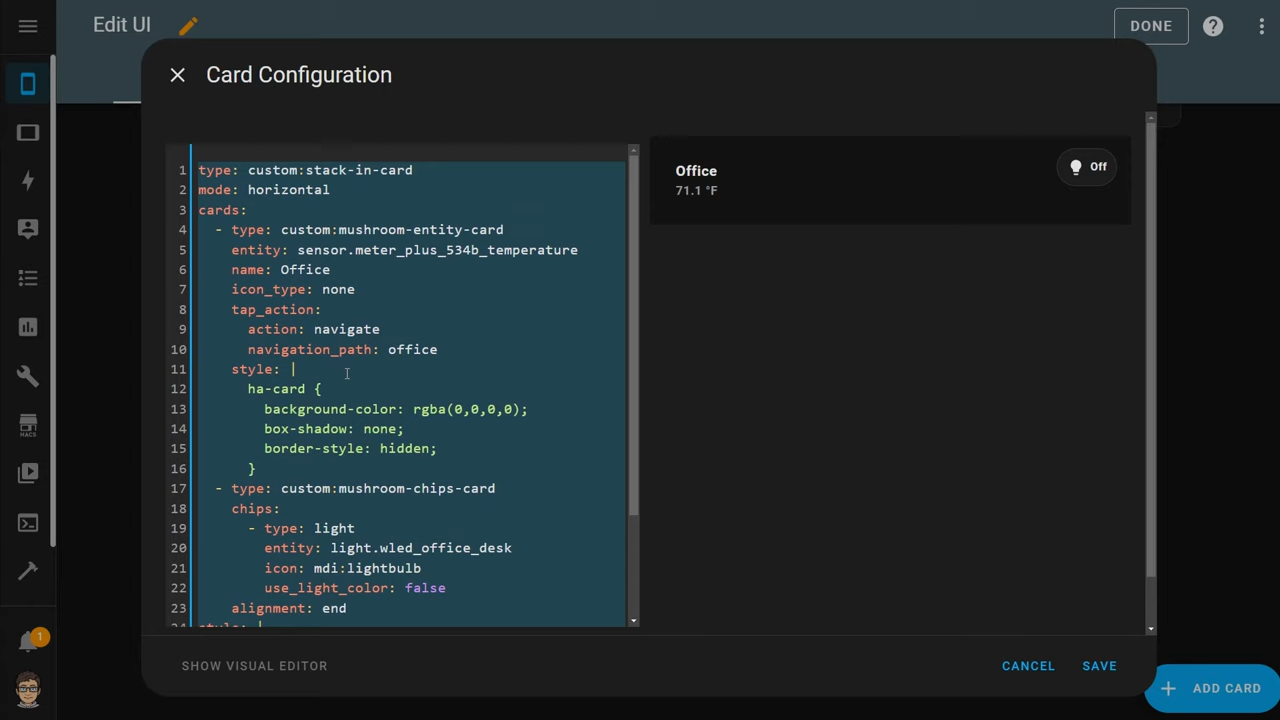 Edit UI
DONE
Card Configuration
1 type: custom:stack-in-card
2 mode: horizontal
3 cards:
4 - type: custom:mushroom-entity-card
5 entity: sensor.meter_plus_534b_temperature
6 name: Office
7 icon_type: none
8 tap_action:
9 action: navigate
10 navigation_path: office
11 style: |
12 ha-card {
13 background-color: rgba(0,0,0,0);
14 box-shadow: none;
15 border-style: hidden;
16 }
17 - type: custom:mushroom-chips-card
18 chips:
19 - type: light
20 entity: light.wled_office_desk
21 icon: mdi:lightbulb
22 use_light_color: false
23 alignment: end
24 style: |
Office
71.1 °F
Off
HACS
1
SHOW VISUAL EDITOR
CANCEL
SAVE
+ ADD CARD